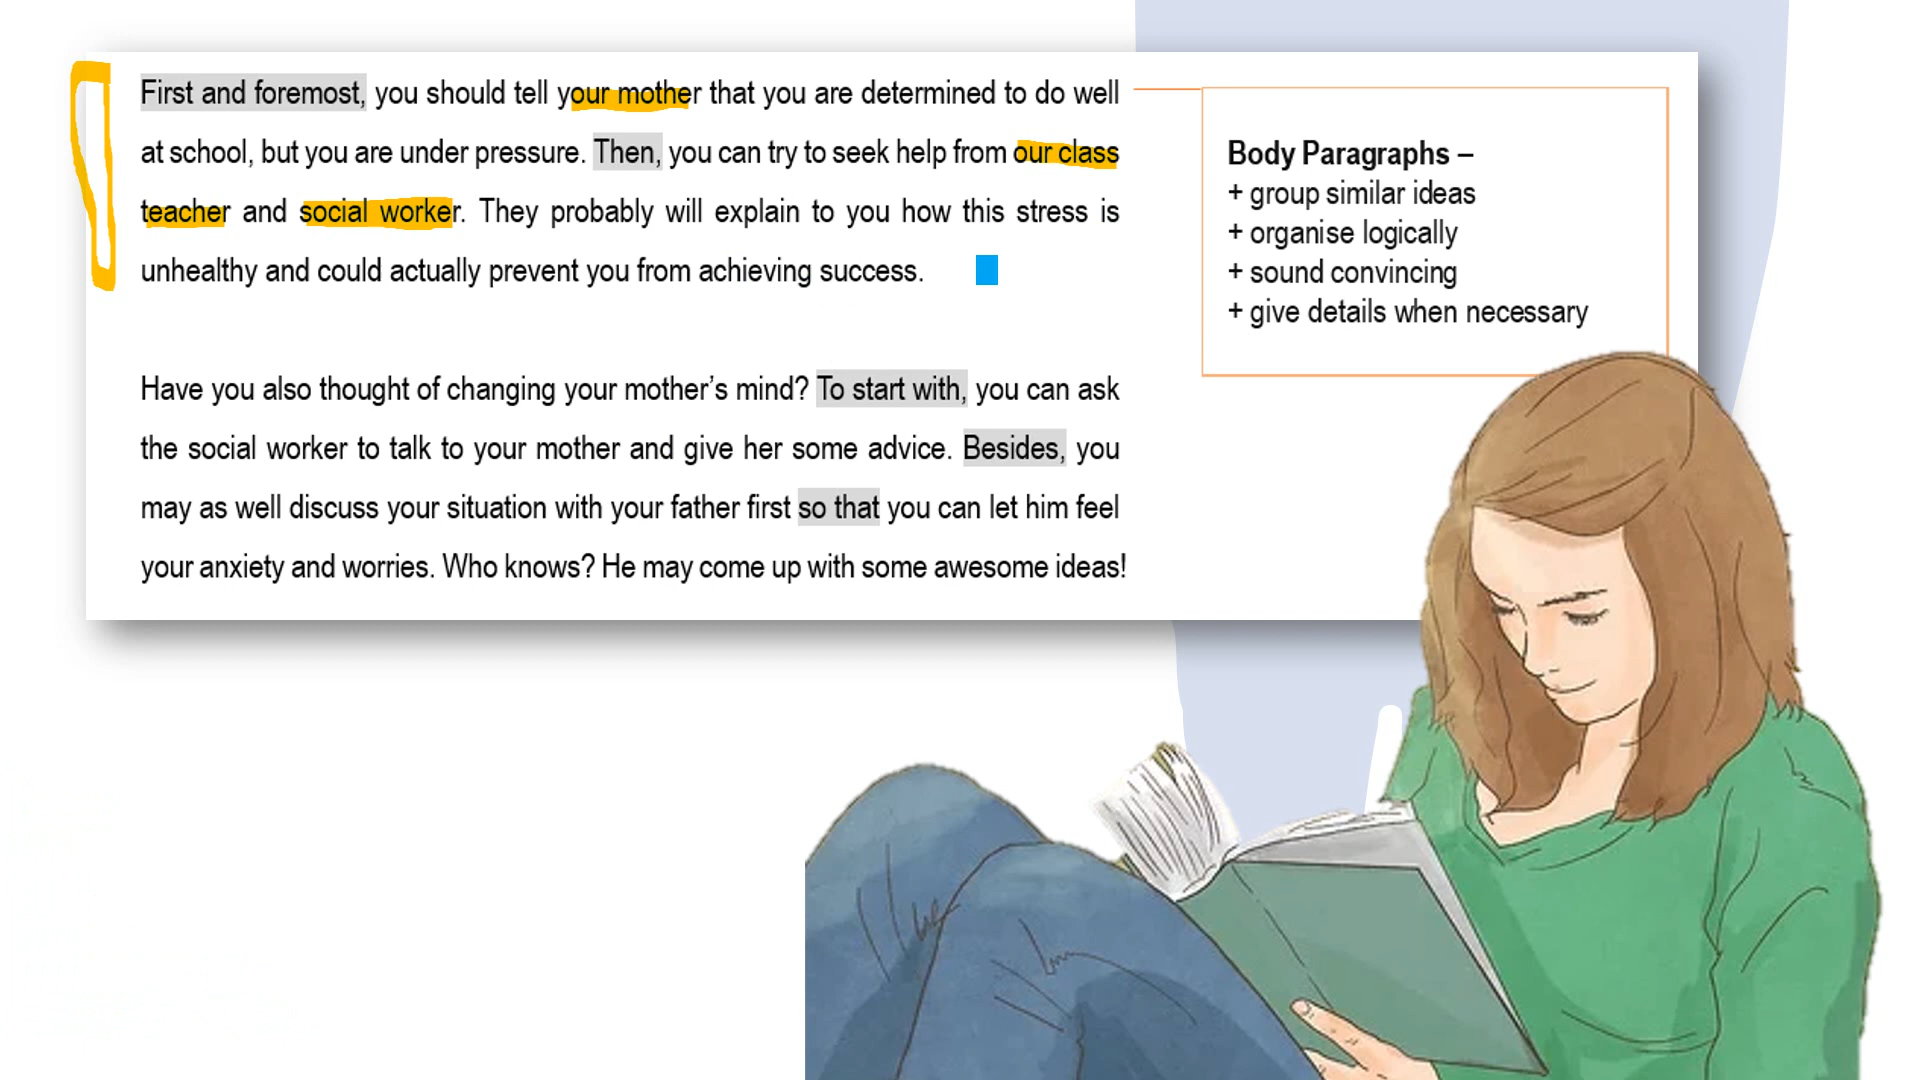 First and foremost, you should tell your mother that you are determined to do well
at school, but you are under pressure. Then, you can try to seek help from our class
teacher and social worker. They probably will explain to you how this stress is
unhealthy and could actually prevent you from achieving success.
Have you also thought of changing your mother’s mind? To start with, you can ask
the social worker to talk to your mother and give her some advice. Besides, you
may as well discuss your situation with your father first so that you can let him feel
your anxiety and worries. Who knows? He may come up with some awesome ideas!
Body Paragraphs –
+ group similar ideas
+ organise logically
+ sound convincing
+ give details when necessary